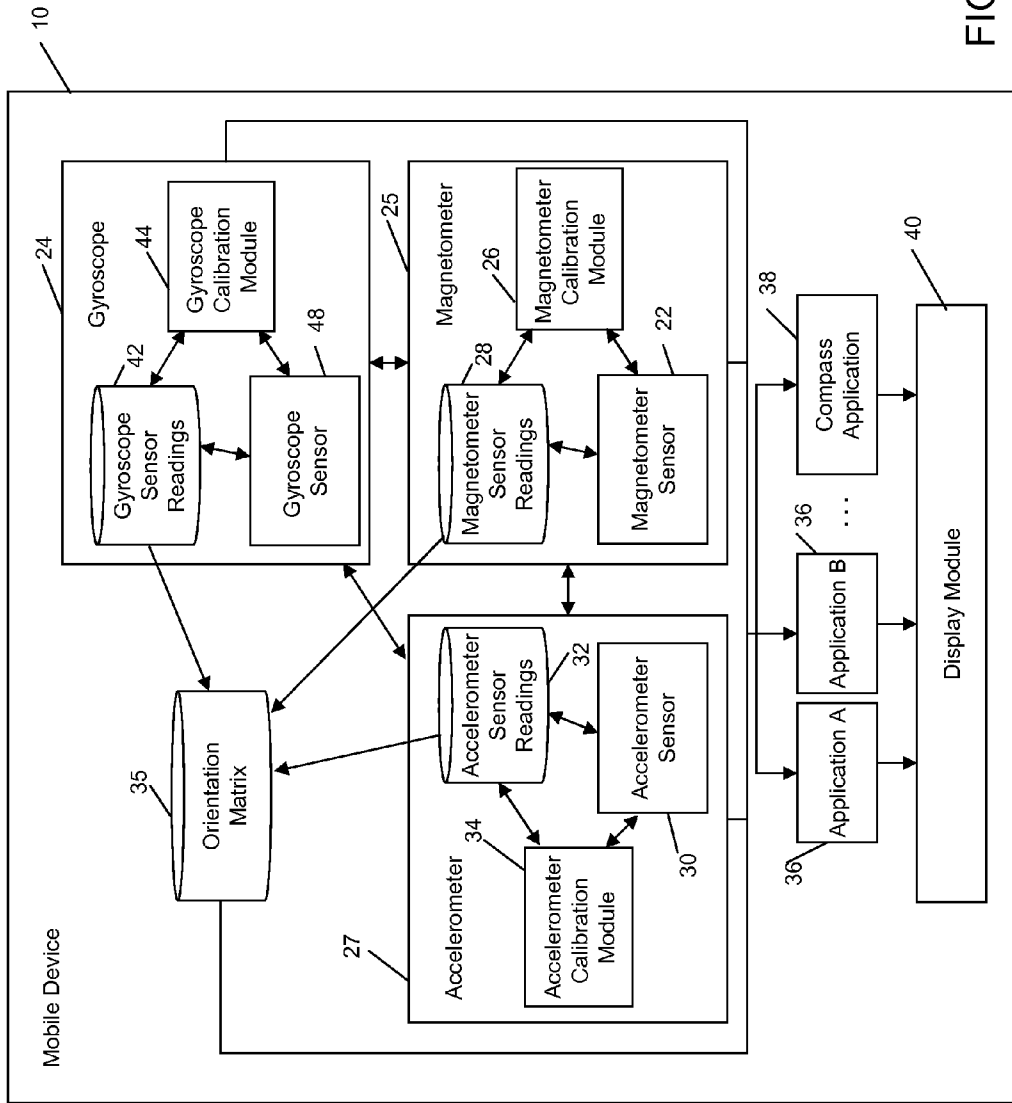 10
Mobile Device
24
Gyroscope
42
Gyroscope
Sensor
Readings
44
Gyroscope
Calibration
Module
48
Gyroscope
Sensor
35
Orientation
Matrix
25
Magnetometer
28
Magnetometer
Sensor
Readings
26
Magnetometer
Calibration
Module
22
Magnetometer
Sensor
27
Accelerometer
34
Accelerometer
Calibration
Module
32
Accelerometer
Sensor
Readings
30
Accelerometer
Sensor
36
Application A
36
Application B
...
38
Compass
Application
40
Display Module
FIG